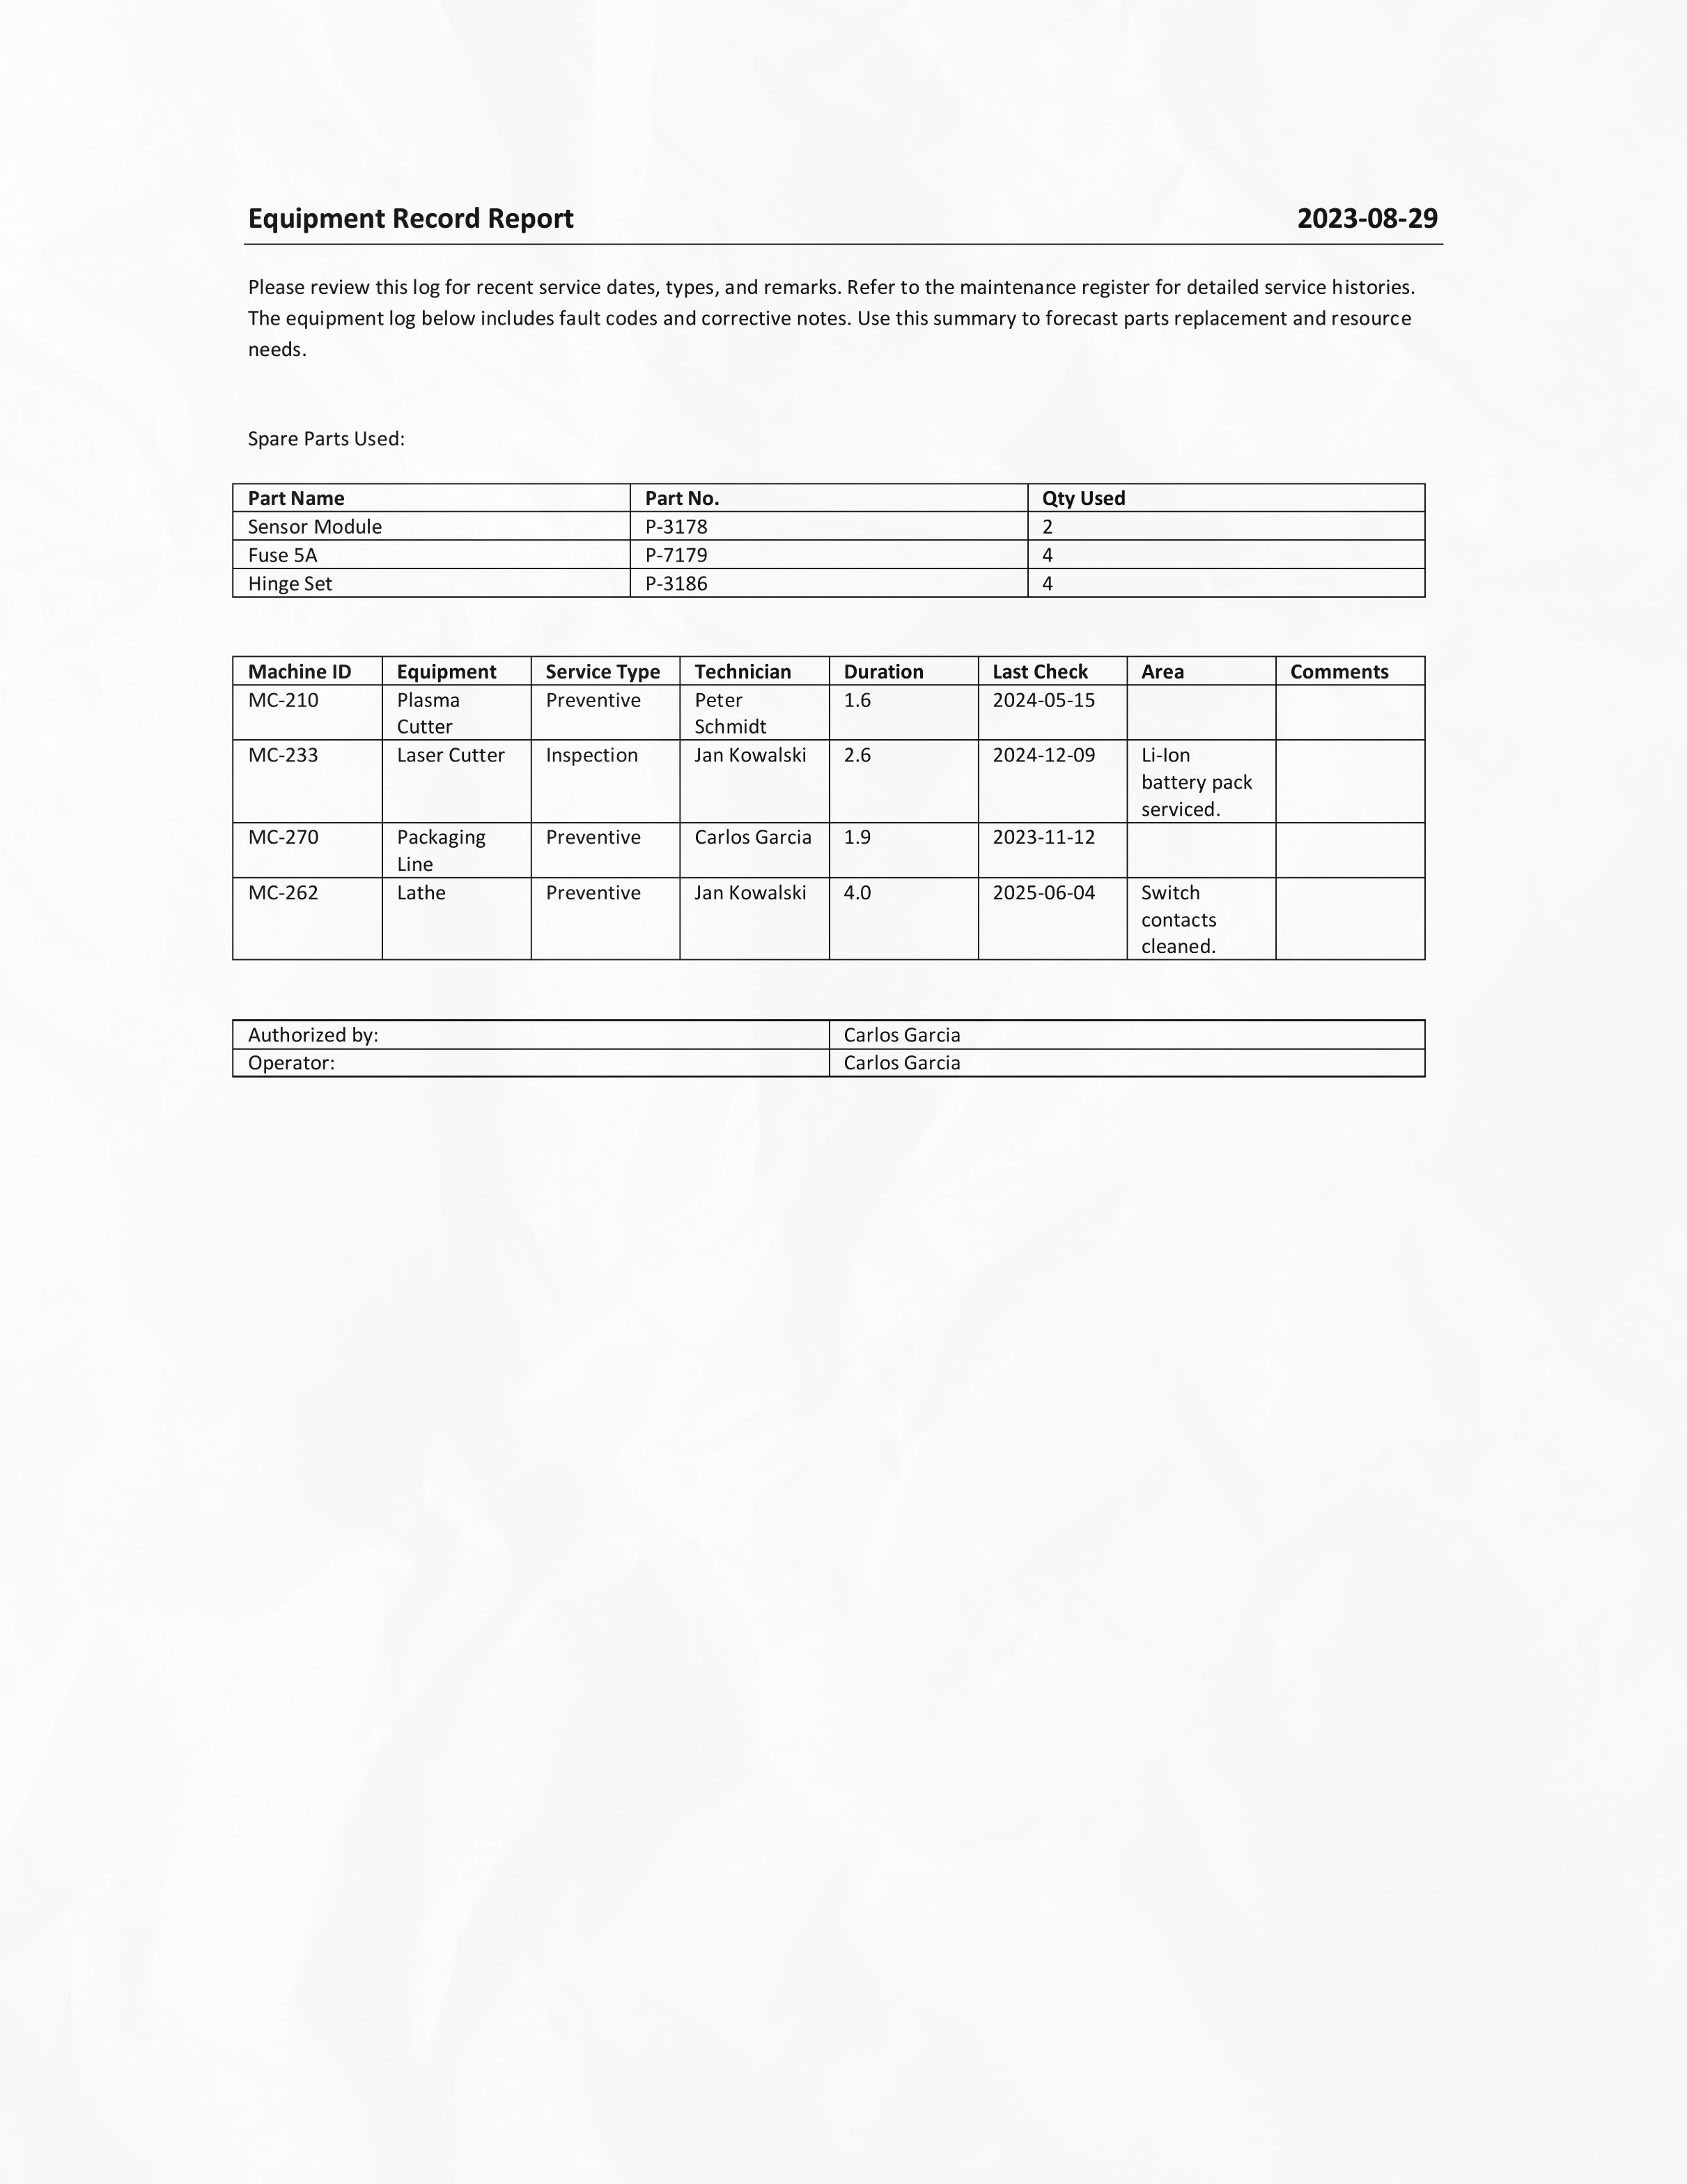 Equipment Record Report 2023-08-29
Please review this log for recent service dates, types, and remarks. Refer to the maintenance register for detailed service histories.
The equipment log below includes fault codes and corrective notes. Use this summary to forecast parts replacement and resource
needs.
Spare Parts Used:
Part Name Part No. Qty Used
Sensor Module P-3178 2
Fuse 5A P-7179 4
Hinge Set P-3186 4
Machine ID Equipment Service Type Technician Duration Last Check Area Comments
MC-210 Plasma Preventive Peter 1.6 2024-05-15
Cutter Schmidt
MC-233 Laser Cutter Inspection Jan Kowalski 2.6 2024-12-09 Li-Ion
battery pack
serviced.
MC-270 Packaging Preventive Carlos Garcia 1.9 2023-11-12
Line
MC-262 Lathe Preventive Jan Kowalski 4.0 2025-06-04 Switch
contacts
cleaned.
Authorized by: Carlos Garcia
Operator: Carlos Garcia